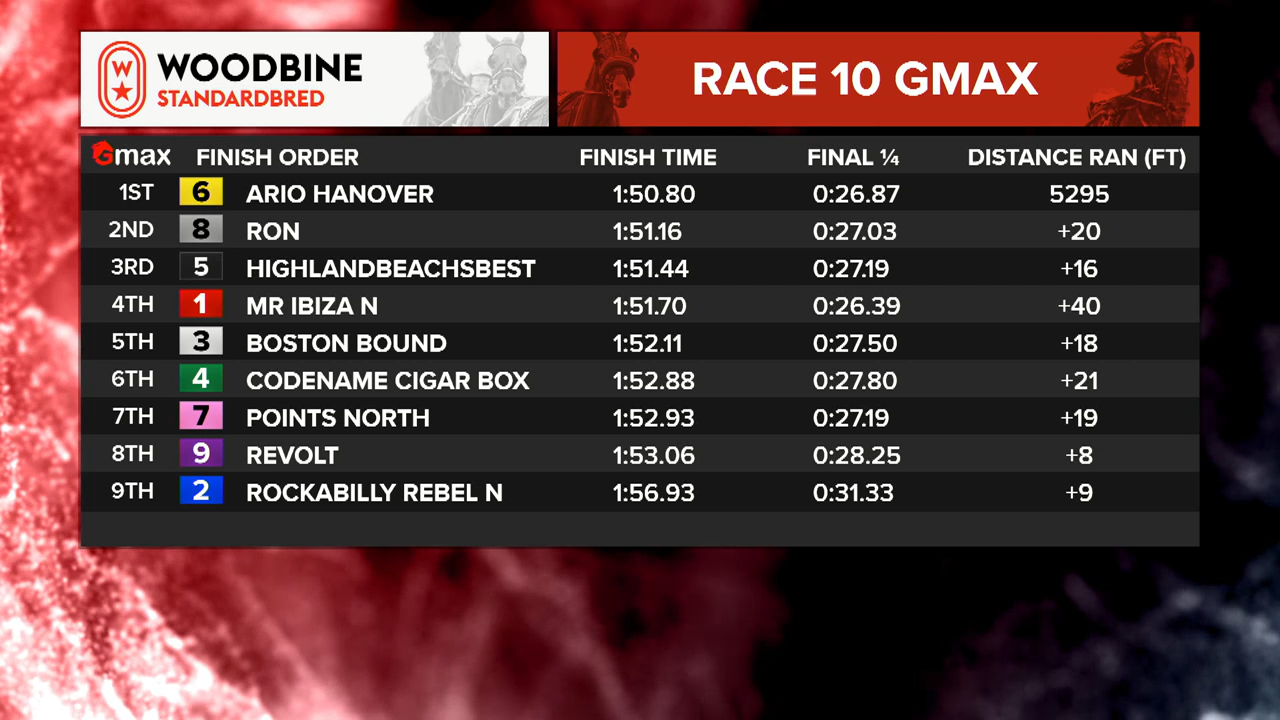 W
WOODBINE
STANDARDBRED
RACE 10 GMAX
Gmax FINISH ORDER FINISH TIME FINAL ¼ DISTANCE RAN (FT)
1ST 6 ARIO HANOVER 1:50.80 0:26.87 5295
2ND 8 RON 1:51.16 0:27.03 +20
3RD 5 HIGHLANDBEACHSBEST 1:51.44 0:27.19 +16
4TH 1 MR IBIZA N 1:51.70 0:26.39 +40
5TH 3 BOSTON BOUND 1:52.11 0:27.50 +18
6TH 4 CODENAME CIGAR BOX 1:52.88 0:27.80 +21
7TH 7 POINTS NORTH 1:52.93 0:27.19 +19
8TH 9 REVOLT 1:53.06 0:28.25 +8
9TH 2 ROCKABILLY REBEL N 1:56.93 0:31.33 +9